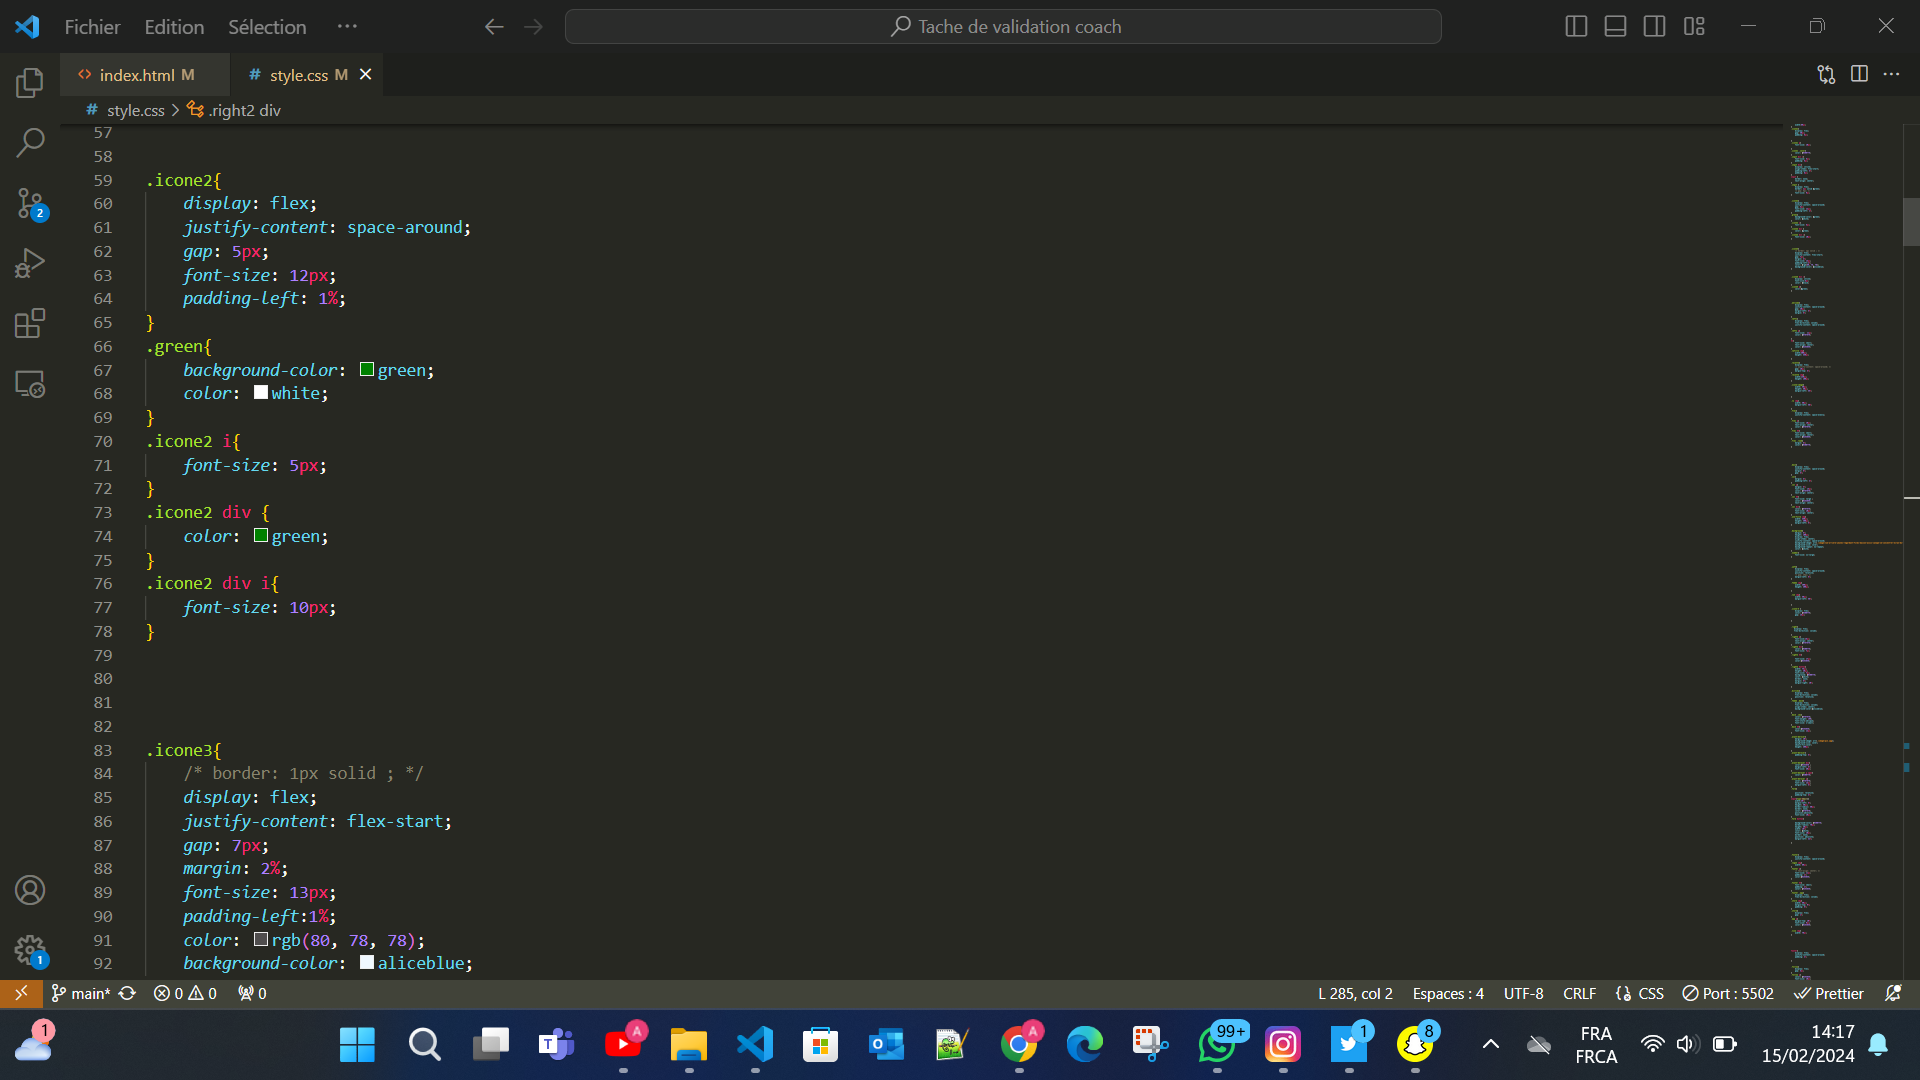 Fichier Edition Sélection ··· Tache de validation coach
index.html M style.css M
# style.css > .right2 div
57
58
59 .icone2{
60 display: flex;
61 justify-content: space-around;
62 gap: 5px;
63 font-size: 12px;
64 padding-left: 1%;
65 }
66 .green{
67 background-color: green;
68 color: white;
69 }
70 .icone2 i{
71 font-size: 5px;
72 }
73 .icone2 div {
74 color: green;
75 }
76 .icone2 div i{
77 font-size: 10px;
78 }
79
80
81
82
83 .icone3{
84 /* border: 1px solid ; */
85 display: flex;
86 justify-content: flex-start;
87 gap: 7px;
88 margin: 2%;
89 font-size: 13px;
90 padding-left:1%;
91 color: rgb(80, 78, 78);
92 background-color: aliceblue;
2
1
main* 0 0 0 L 285, col 2 Espaces : 4 UTF-8 CRLF CSS Port : 5502 Prettier
1 A A 99+ 1 8 FRA 14:17
FRCA 15/02/2024